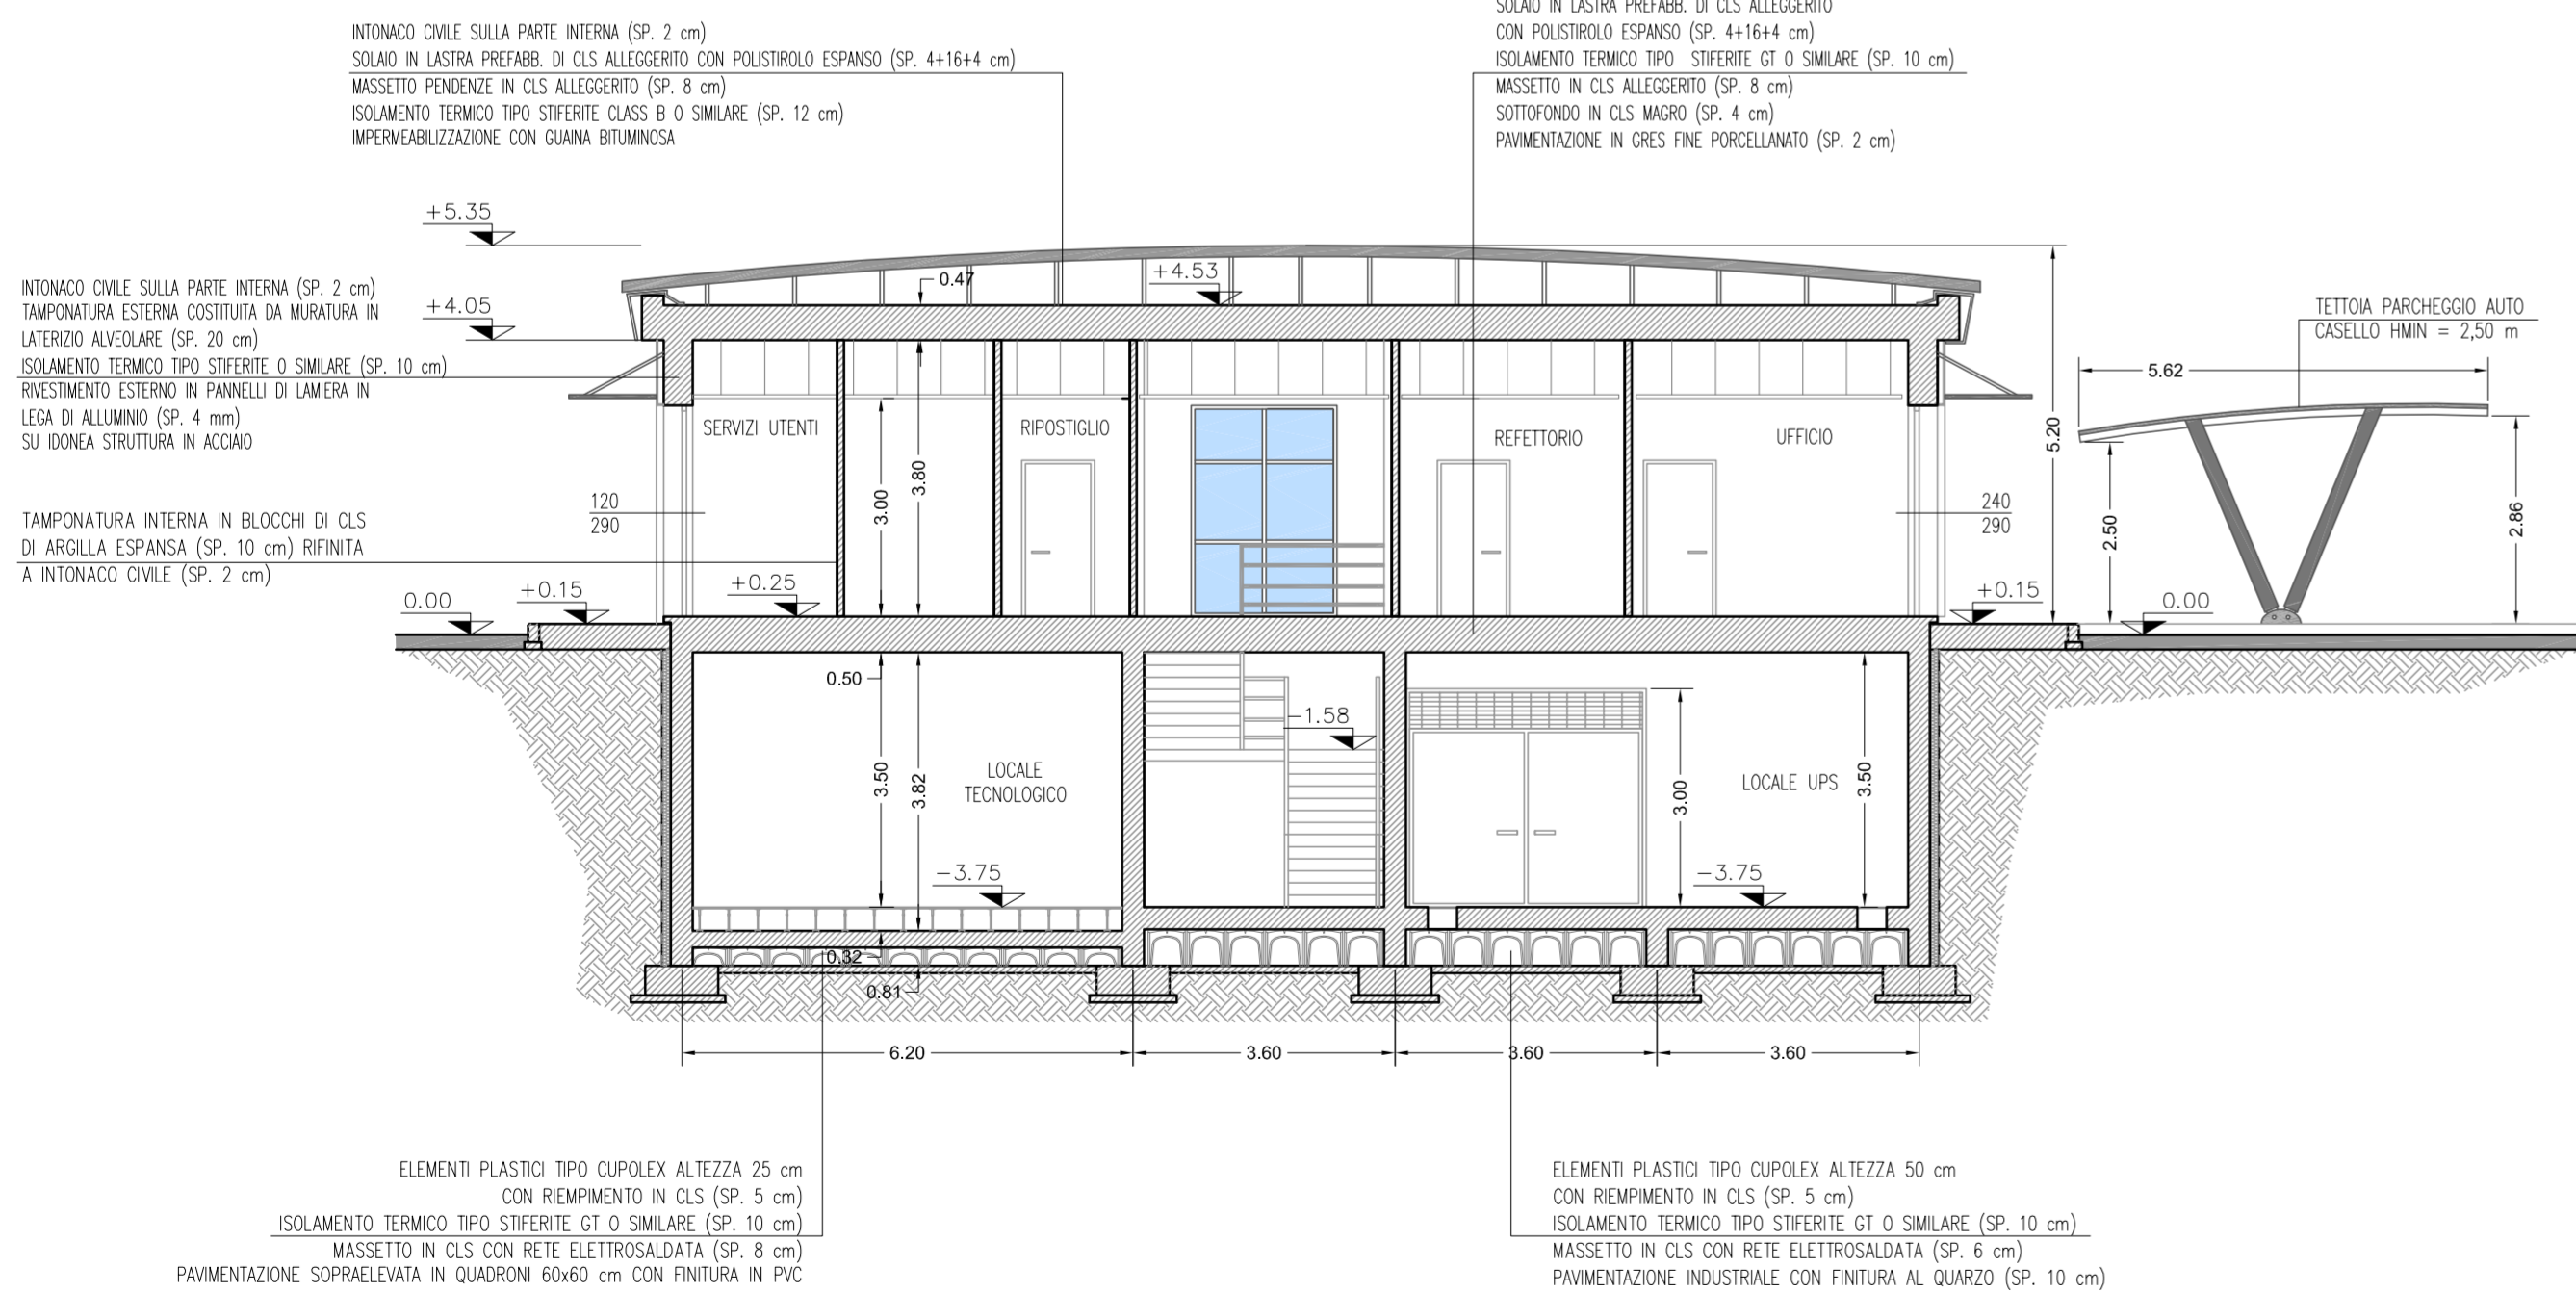 INTONACO CIVILE SULLA PARTE INTERNA (SP. 2 cm)
SOLAIO IN LASTRA PREFABB. DI CLS ALLEGGERITO CON POLISTIROLO ESPANSO (SP. 4+16+4 cm)
MASSETTO PENDENZE IN CLS ALLEGGERITO (SP. 8 cm)
ISOLAMENTO TERMICO TIPO STIFERITE CLASS B O SIMILARE (SP. 12 cm)
IMPERMEABILIZZAZIONE CON GUAINA BITUMINOSA
SOLAIO IN LASTRA PREFABB. DI CLS ALLEGGERITO
CON POLISTIROLO ESPANSO (SP. 4+16+4 cm)
ISOLAMENTO TERMICO TIPO STIFERITE GT O SIMILARE (SP. 10 cm)
MASSETTO IN CLS ALLEGGERITO (SP. 8 cm)
SOTTOFONDO IN CLS MAGRO (SP. 4 cm)
PAVIMENTAZIONE IN GRES FINE PORCELLANATO (SP. 2 cm)
+5.35
+4.05
INTONACO CIVILE SULLA PARTE INTERNA (SP. 2 cm)
TAMPONATURA ESTERNA COSTITUITA DA MURATURA IN
LATERIZIO ALVEOLARE (SP. 20 cm)
ISOLAMENTO TERMICO TIPO STIFERITE O SIMILARE (SP. 10 cm)
RIVESTIMENTO ESTERNO IN PANNELLI DI LAMIERA IN
LEGA DI ALLUMINIO (SP. 4 mm)
SU IDONEA STRUTTURA IN ACCIAIO
TAMPONATURA INTERNA IN BLOCCHI DI CLS
DI ARGILLA ESPANSA (SP. 10 cm) RIFINITA
A INTONACO CIVILE (SP. 2 cm)
0.47
+4.53
SERVIZI UTENTI
RIPOSTIGLIO
REFETTORIO
UFFICIO
3.00
3.80
120
290
240
290
0.00
+0.15
+0.25
+0.15
0.00
5.20
TETTOIA PARCHEGGIO AUTO
CASELLO HMIN = 2,50 m
5.62
2.50
2.86
0.50
3.50
3.82
LOCALE
TECNOLOGICO
-3.75
-1.58
3.00
LOCALE UPS
3.50
-3.75
0.32
0.81
6.20
3.60
3.60
3.60
ELEMENTI PLASTICI TIPO CUPOLEX ALTEZZA 25 cm
CON RIEMPIMENTO IN CLS (SP. 5 cm)
ISOLAMENTO TERMICO TIPO STIFERITE GT O SIMILARE (SP. 10 cm)
MASSETTO IN CLS CON RETE ELETTROSALDATA (SP. 8 cm)
PAVIMENTAZIONE SOPRAELEVATA IN QUADRONI 60x60 cm CON FINITURA IN PVC
ELEMENTI PLASTICI TIPO CUPOLEX ALTEZZA 50 cm
CON RIEMPIMENTO IN CLS (SP. 5 cm)
ISOLAMENTO TERMICO TIPO STIFERITE GT O SIMILARE (SP. 10 cm)
MASSETTO IN CLS CON RETE ELETTROSALDATA (SP. 6 cm)
PAVIMENTAZIONE INDUSTRIALE CON FINITURA AL QUARZO (SP. 10 cm)